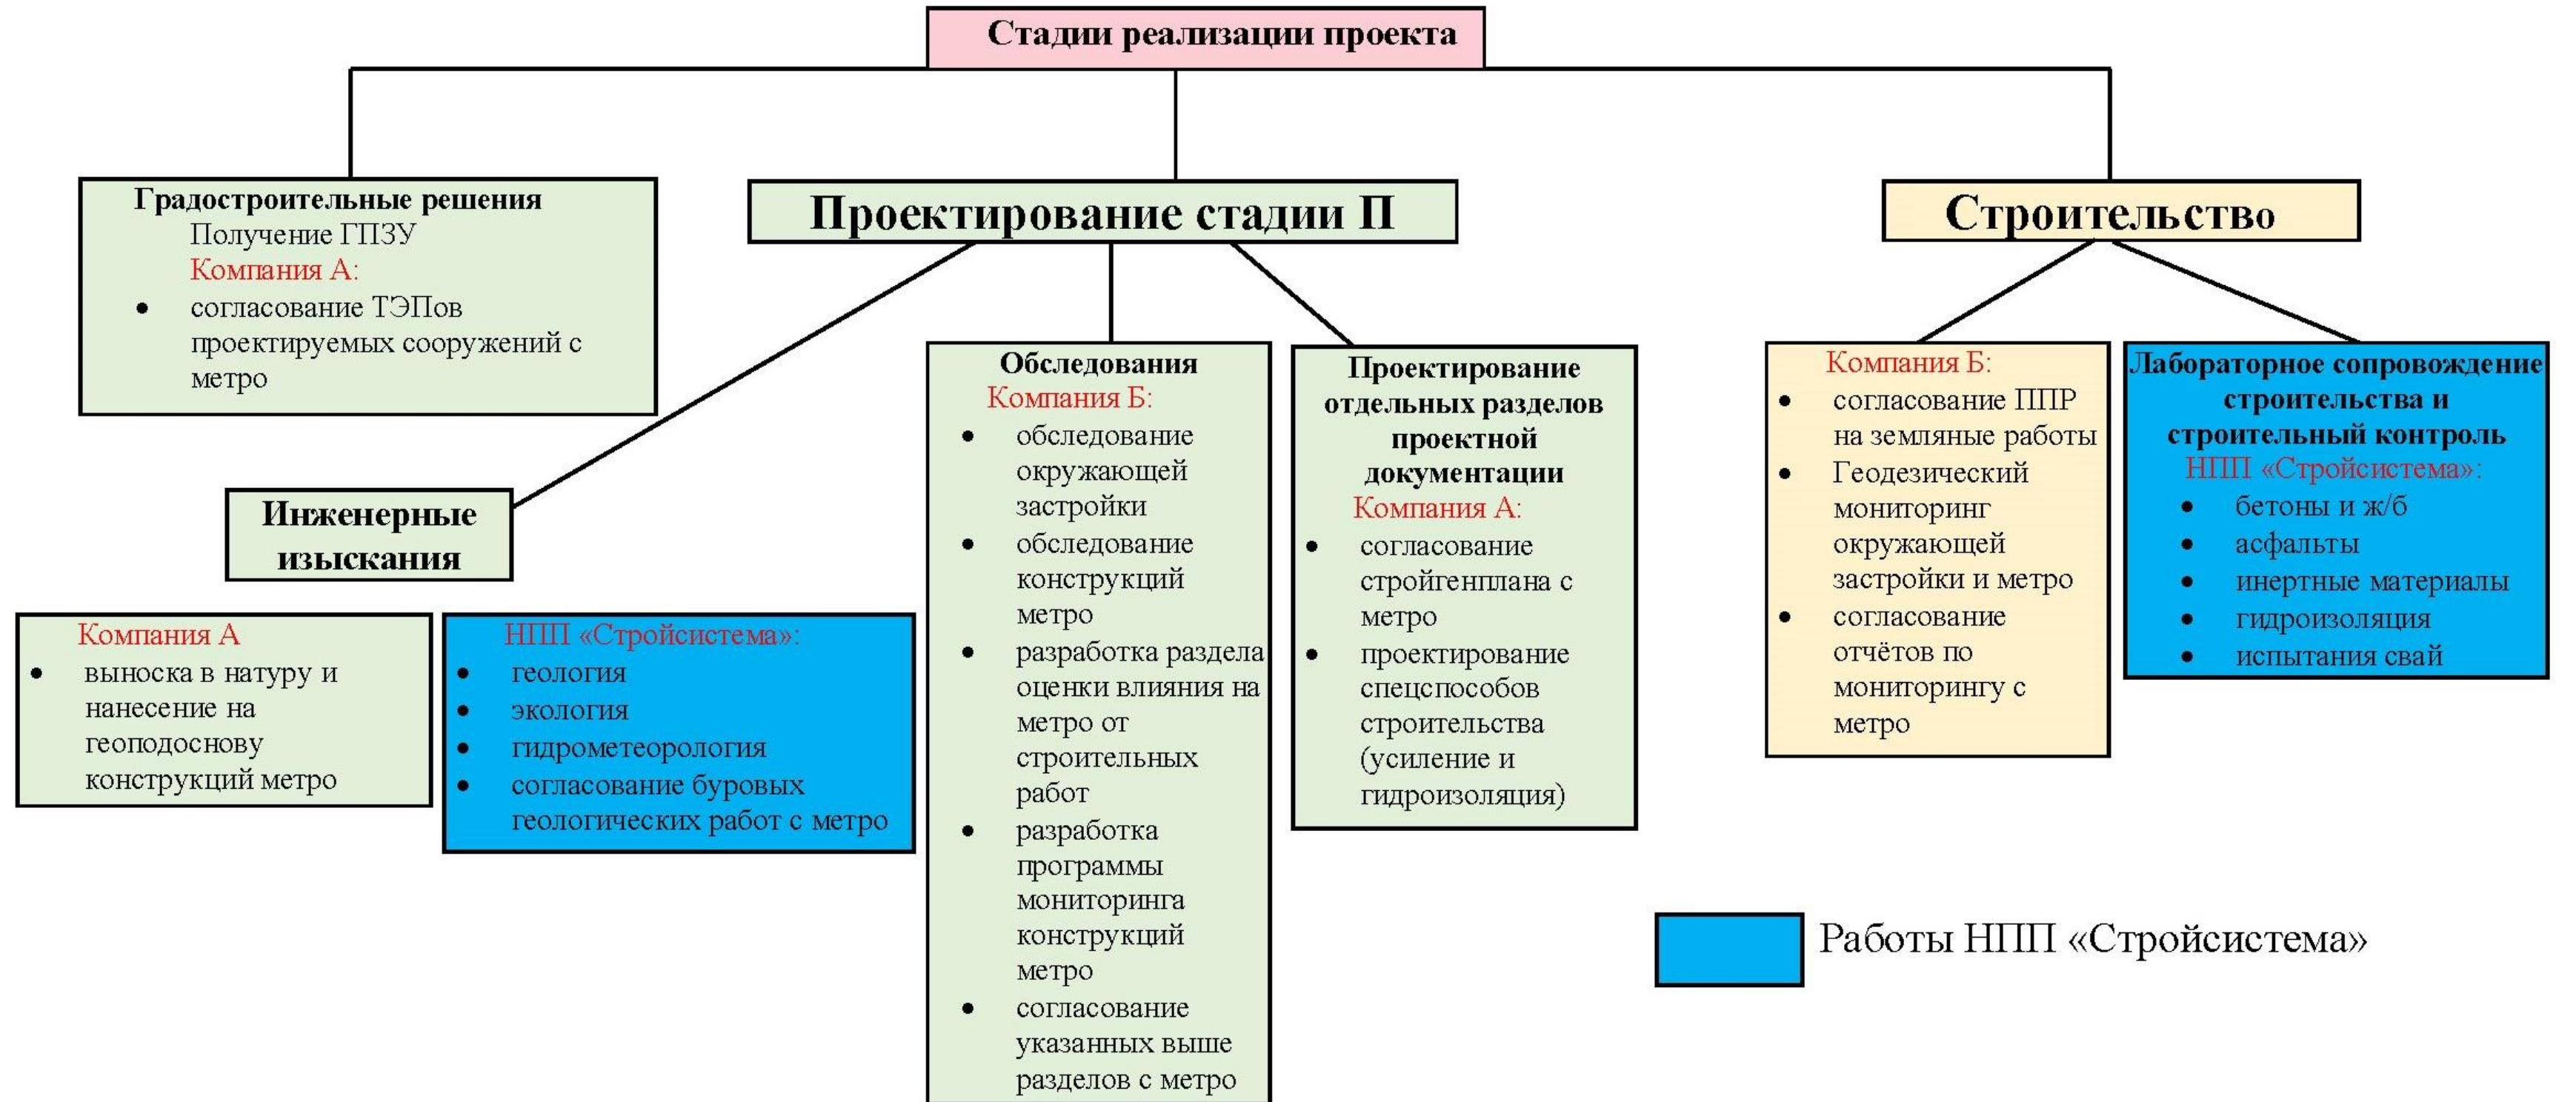 Стадии реализации проекта
Градостроительные решения
Получение ГПЗУ
Компания А:
• согласование ТЭПов
проектируемых сооружений с
метро
Проектирование стадии П
Строительство
Инженерные
изыскания
Компания А
• выноска в натуру и
нанесение на
геоподоснову
конструкций метро
НПП «Стройсистема»:
• геология
• экология
• гидрометеорология
• согласование буровых
геологических работ с метро
Обследования
Компания Б:
• обследование
окружающей
застройки
• обследование
конструкций
метро
• разработка раздела
оценки влияния на
метро от
строительных
работ
• разработка
программы
мониторинга
конструкций
метро
• согласование
указанных выше
разделов с метро
Проектирование
отдельных разделов
проектной
документации
Компания А:
• согласование
стройгенплана с
метро
• проектирование
спецспособов
строительства
(усиление и
гидроизоляция)
Компания Б:
• согласование ППР
на земляные работы
• Геодезический
мониторинг
окружающей
застройки и метро
• согласование
отчётов по
мониторингу с
метро
Лабораторное сопровождение
строительства и
строительный контроль
НПП «Стройсистема»:
• бетоны и ж/б
• асфальты
• инертные материалы
• гидроизоляция
• испытания свай
Работы НПП «Стройсистема»